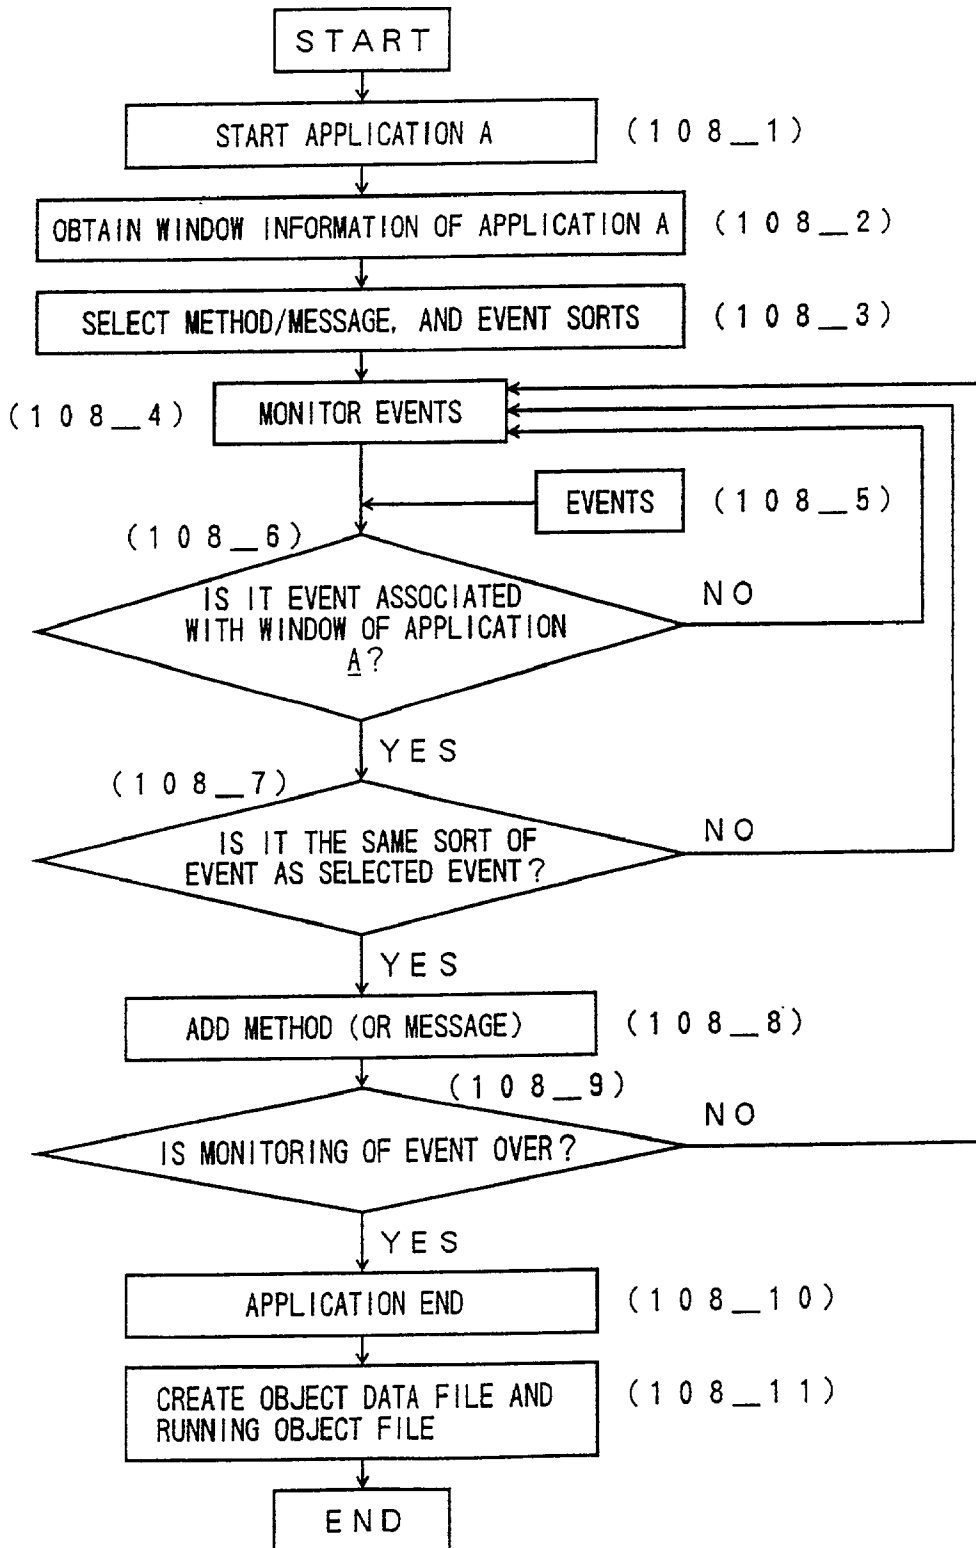 START
START APPLICATION A
(108_1)
OBTAIN WINDOW INFORMATION OF APPLICATION A
(108_2)
SELECT METHOD/MESSAGE, AND EVENT SORTS
(108_3)
(108_4)
MONITOR EVENTS
EVENTS
(108_5)
(108_6)
IS IT EVENT ASSOCIATED
WITH WINDOW OF APPLICATION
A?
NO
YES
(108_7)
IS IT THE SAME SORT OF
EVENT AS SELECTED EVENT?
NO
YES
ADD METHOD (OR MESSAGE)
(108_8)
(108_9)
IS MONITORING OF EVENT OVER?
NO
YES
APPLICATION END
(108_10)
CREATE OBJECT DATA FILE AND
RUNNING OBJECT FILE
(108_11)
END